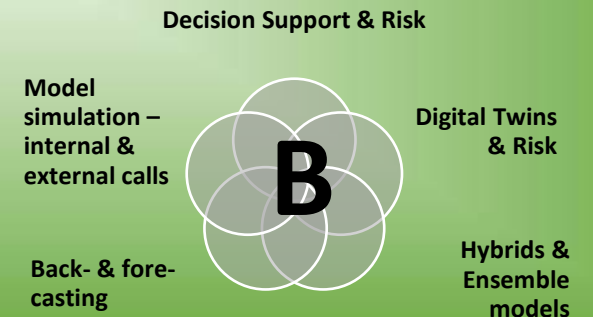 Decision Support & Risk
Model
simulation –
internal &
external calls
Digital Twins
& Risk
B
Back- & fore-
casting
Hybrids &
Ensemble
models